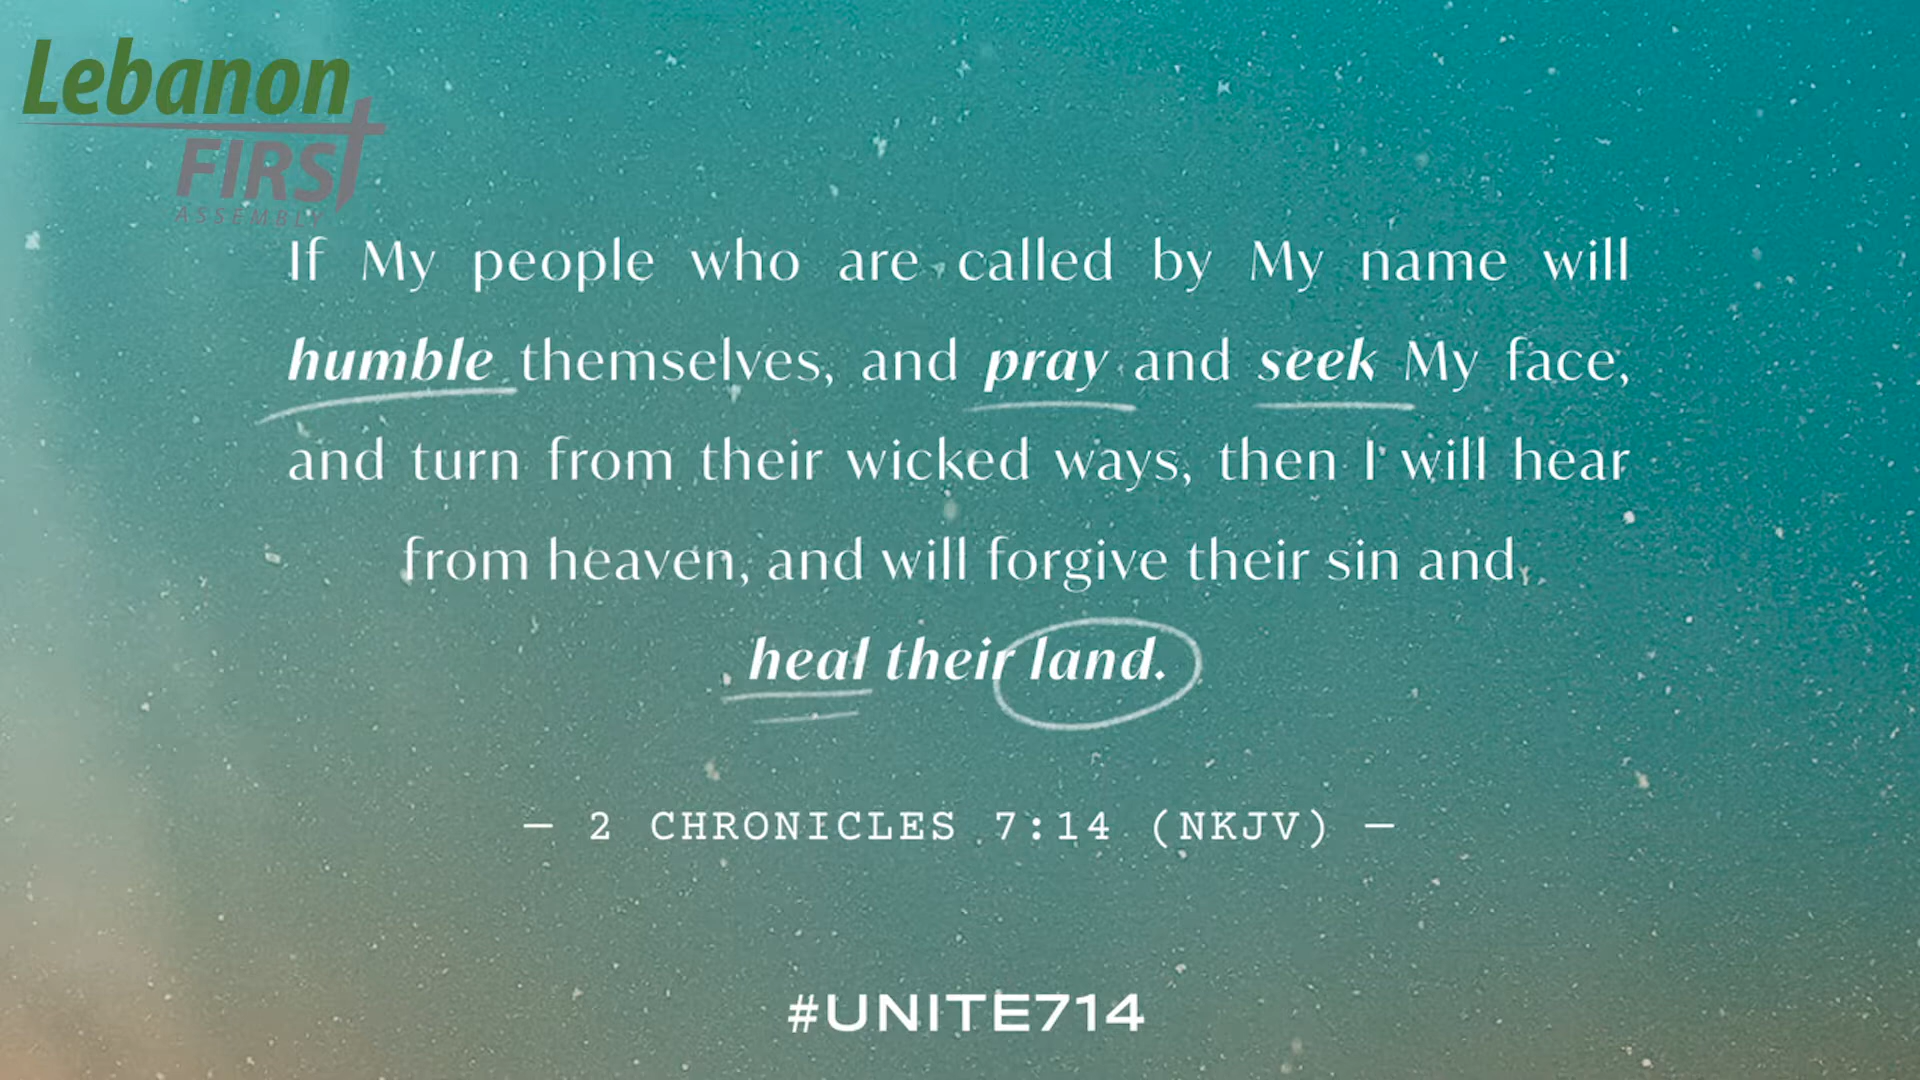 Lebanon
FIRST
ASSEMBLY
If My people who are called by My name will
humble themselves, and pray and seek My face,
and turn from their wicked ways, then I will hear
from heaven, and will forgive their sin and
heal their land.
— 2 CHRONICLES 7:14 (NKJV) —
#UNITE714